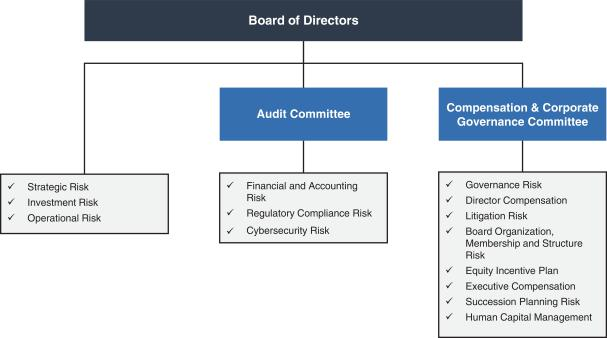 Board of Directors
Audit Committee
Compensation & Corporate
Governance Committee
✓ Strategic Risk
✓ Investment Risk
✓ Operational Risk
✓ Financial and Accounting
Risk
✓ Regulatory Compliance Risk
✓ Cybersecurity Risk
✓ Governance Risk
✓ Director Compensation
✓ Litigation Risk
✓ Board Organization,
Membership and Structure
Risk
✓ Equity Incentive Plan
✓ Executive Compensation
✓ Succession Planning Risk
✓ Human Capital Management